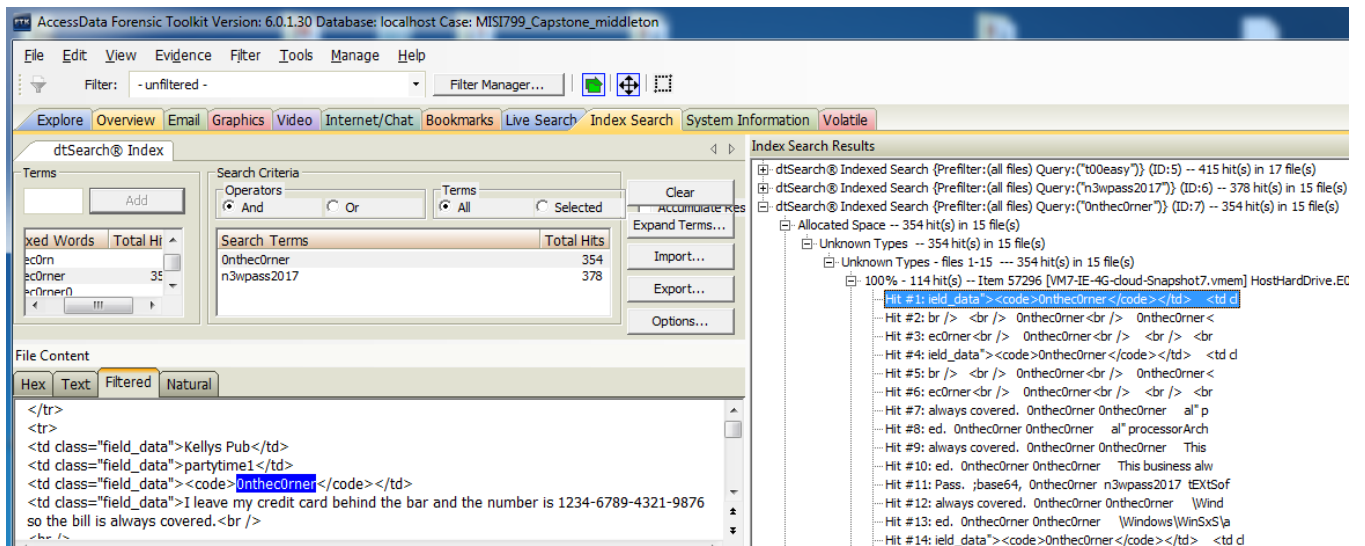 AccessData Forensic Toolkit Version: 6.0.1.30 Database: localhost Case: MISI799_Capstone_middleton
File Edit View Evidence Filter Tools Manage Help
Filter: - unfiltered - Filter Manager...
Explore Overview Email Graphics Video Internet/Chat Bookmarks Live Search Index Search System Information Volatile
dtSearch® Index
Terms
Add
xed Words Total Hi
ec0rn
ec0rner 35
ec0rner0
Search Criteria
Operators
And Or
Terms
All Selected
Search Terms Total Hits
0nthec0rner 354
n3wpass2017 378
Clear
Accumulate Res
Expand Terms...
Import...
Export...
Options...
File Content
Hex Text Filtered Natural
</tr>
<tr>
<td class="field_data">Kellys Pub</td>
<td class="field_data">partytime1</td>
<td class="field_data"><code>0nthec0rner</code></td>
<td class="field_data">I leave my credit card behind the bar and the number is 1234-6789-4321-9876
so the bill is always covered.<br />
<br />
Index Search Results
dtSearch® Indexed Search {Prefilter:(all files) Query:("t00easy")} (ID:5) -- 415 hit(s) in 17 file(s)
dtSearch® Indexed Search {Prefilter:(all files) Query:("n3wpass2017")} (ID:6) -- 378 hit(s) in 15 file(s)
dtSearch® Indexed Search {Prefilter:(all files) Query:("0nthec0rner")} (ID:7) -- 354 hit(s) in 15 file(s)
Allocated Space -- 354 hit(s) in 15 file(s)
Unknown Types -- 354 hit(s) in 15 file(s)
Unknown Types - files 1-15 --- 354 hit(s) in 15 file(s)
100% - 114 hit(s) -- Item 57296 [VM7-IE-4G-cloud-Snapshot7.vmem] HostHardDrive.E0
Hit #1: ield_data"><code>0nthec0rner</code></td> <td cl
Hit #2: br /> <br /> 0nthec0rner<br /> 0nthec0rner<
Hit #3: ec0rner<br /> 0nthec0rner<br /> <br /> <br
Hit #4: ield_data"><code>0nthec0rner</code></td> <td cl
Hit #5: br /> <br /> 0nthec0rner<br /> 0nthec0rner<
Hit #6: ec0rner<br /> 0nthec0rner<br /> <br /> <br
Hit #7: always covered. 0nthec0rner 0nthec0rner al" p
Hit #8: ed. 0nthec0rner 0nthec0rner al" processorArch
Hit #9: always covered. 0nthec0rner 0nthec0rner This
Hit #10: ed. 0nthec0rner 0nthec0rner This business alw
Hit #11: Pass. ;base64, 0nthec0rner n3wpass2017 tEXtSof
Hit #12: always covered. 0nthec0rner 0nthec0rner \Wind
Hit #13: ed. 0nthec0rner 0nthec0rner \Windows\WinSxS\a
Hit #14: ield_data"><code>0nthec0rner</code></td> <td cl